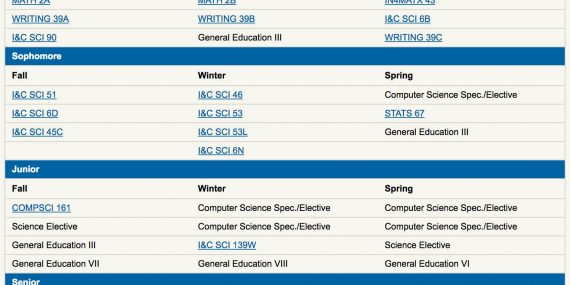 MATH 2A MATH 2B IN4MATX 43
WRITING 39A WRITING 39B I&C SCI 6B
I&C SCI 90 General Education III WRITING 39C
Sophomore
Fall Winter Spring
I&C SCI 51 I&C SCI 46 Computer Science Spec./Elective
I&C SCI 6D I&C SCI 53 STATS 67
I&C SCI 45C I&C SCI 53L General Education III
I&C SCI 6N
Junior
Fall Winter Spring
COMPSCI 161 Computer Science Spec./Elective Computer Science Spec./Elective
Science Elective Computer Science Spec./Elective Computer Science Spec./Elective
General Education III I&C SCI 139W Science Elective
General Education VII General Education VIII General Education VI
Senior